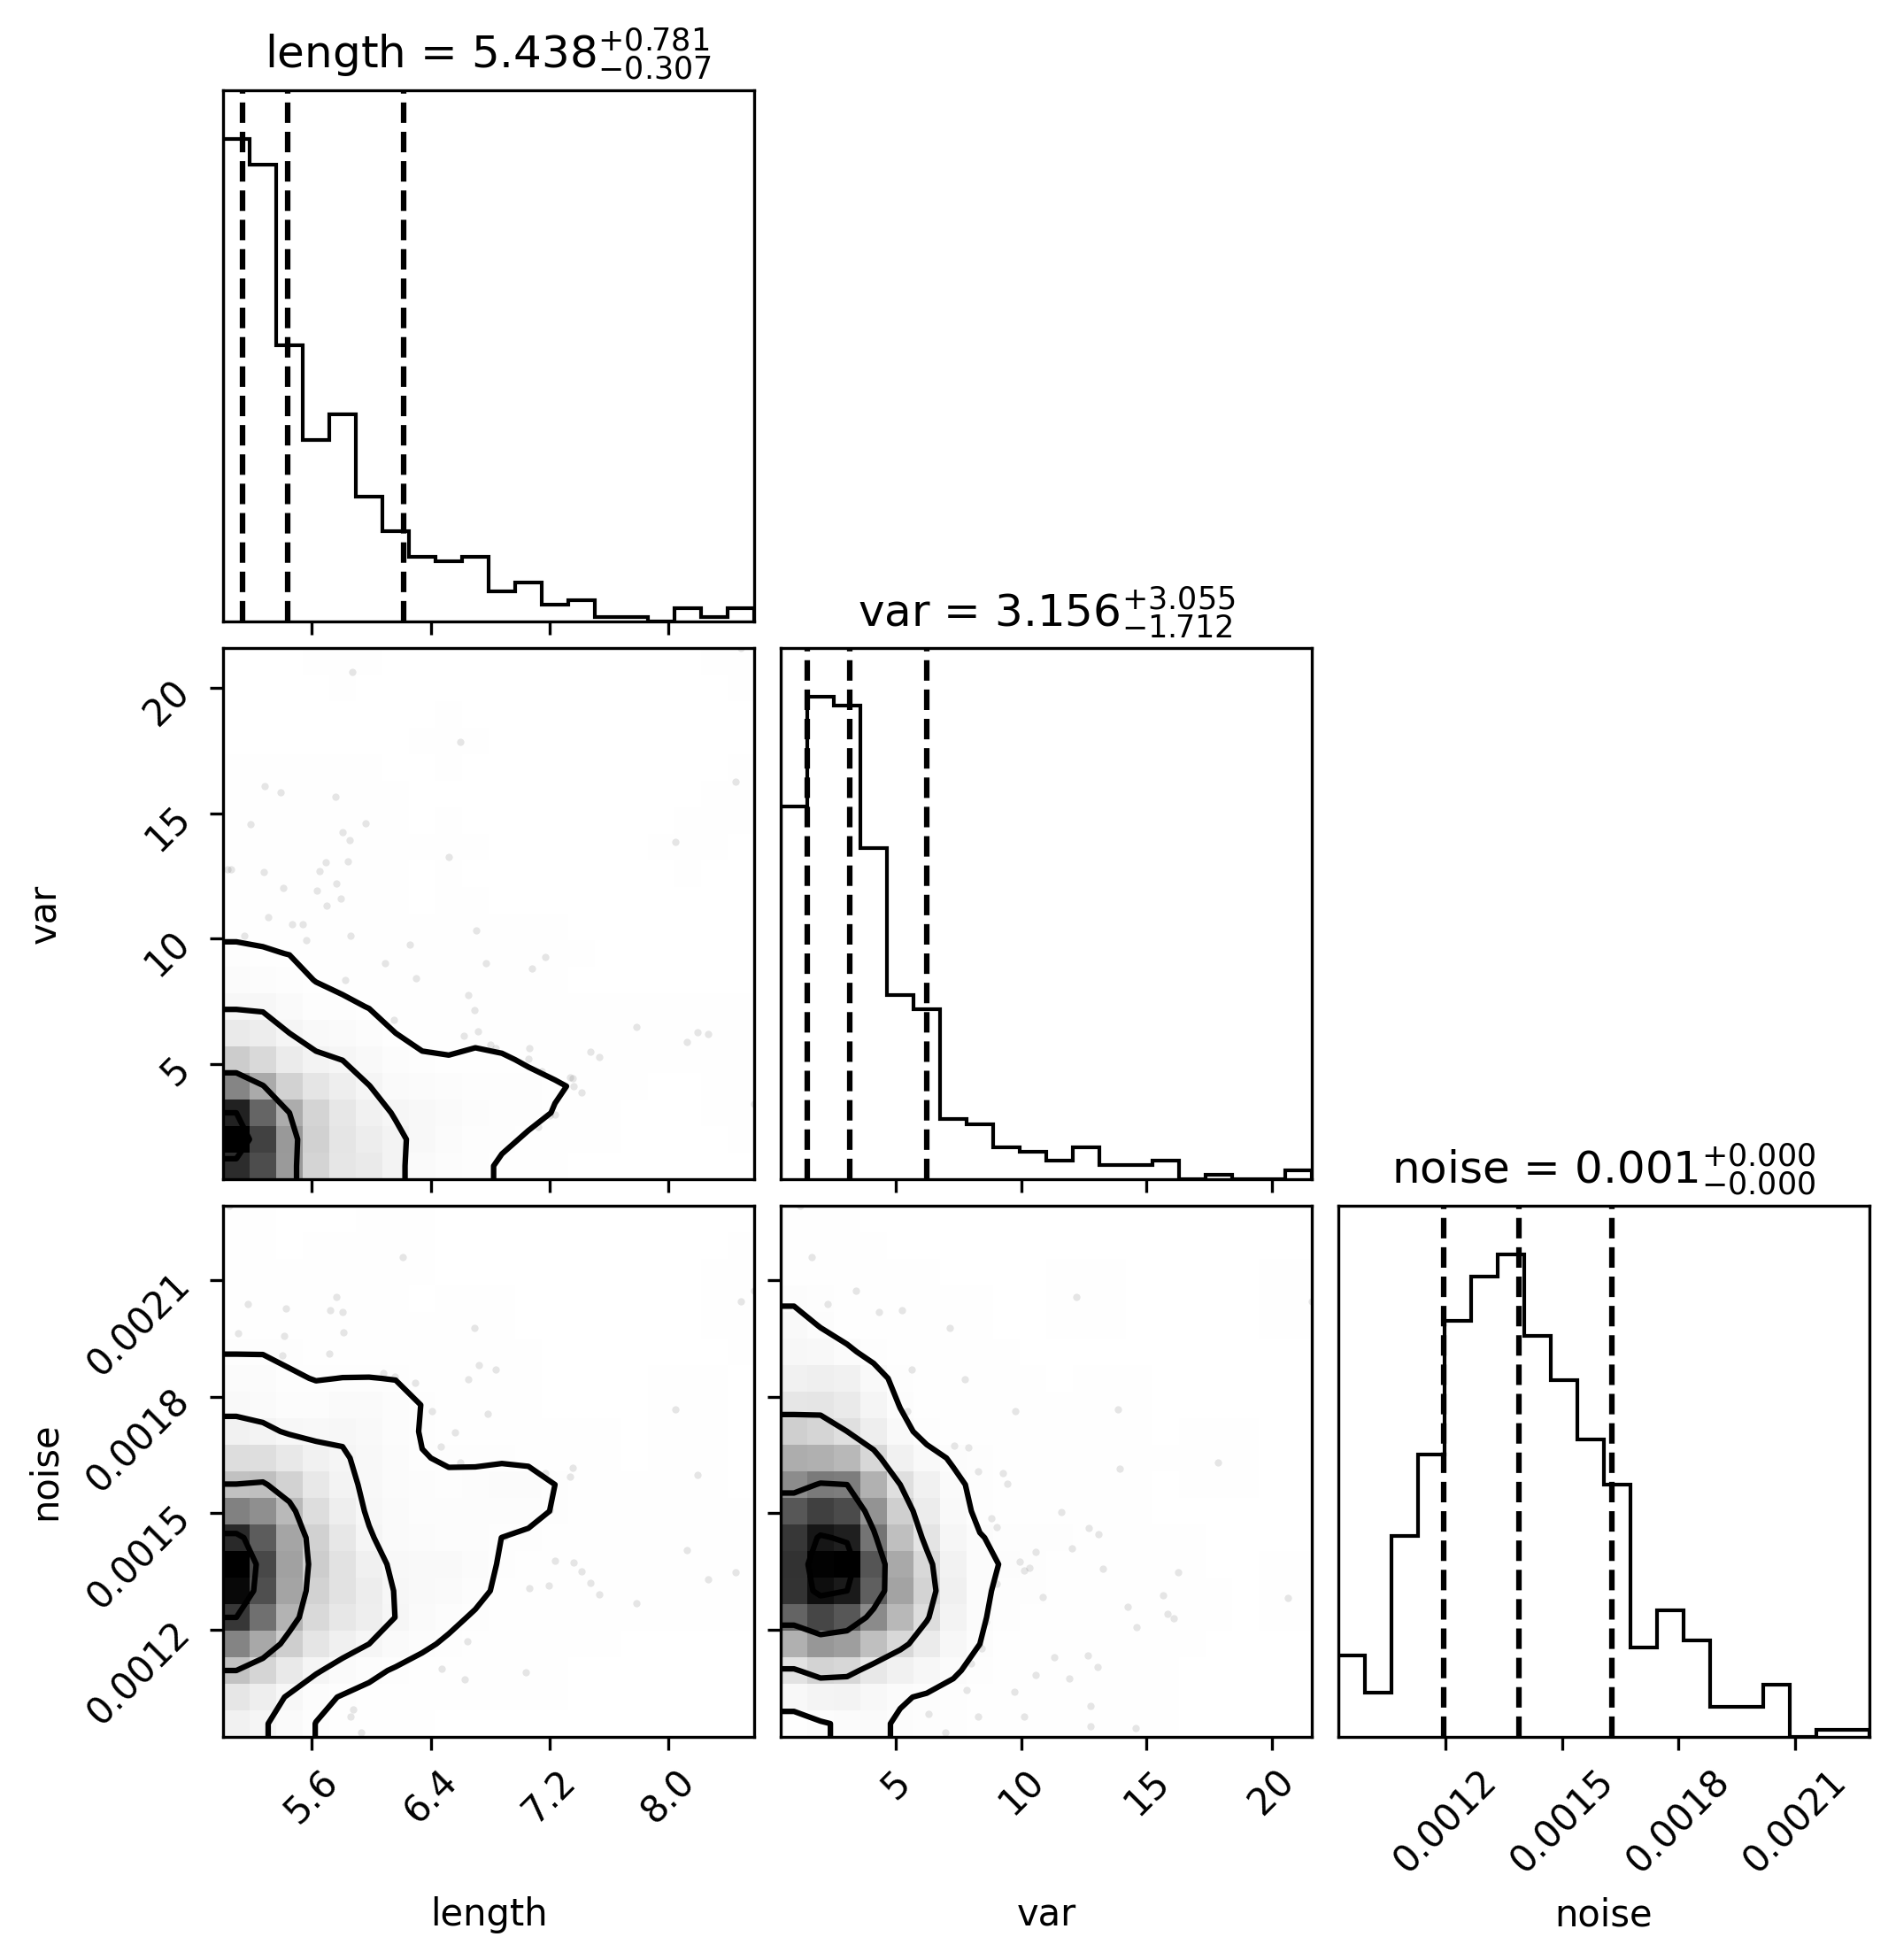 length = 5.438 +0.781 −0.307
var = 3.156 +3.055 −1.712
20
15
10
5
var
noise = 0.001 +0.000 −0.000
0.0021
0.0018
0.0015
0.0012
noise
5.6 6.4 7.2 8.0
5 10 15 20
0.0012 0.0015 0.0018 0.0021
length
var
noise